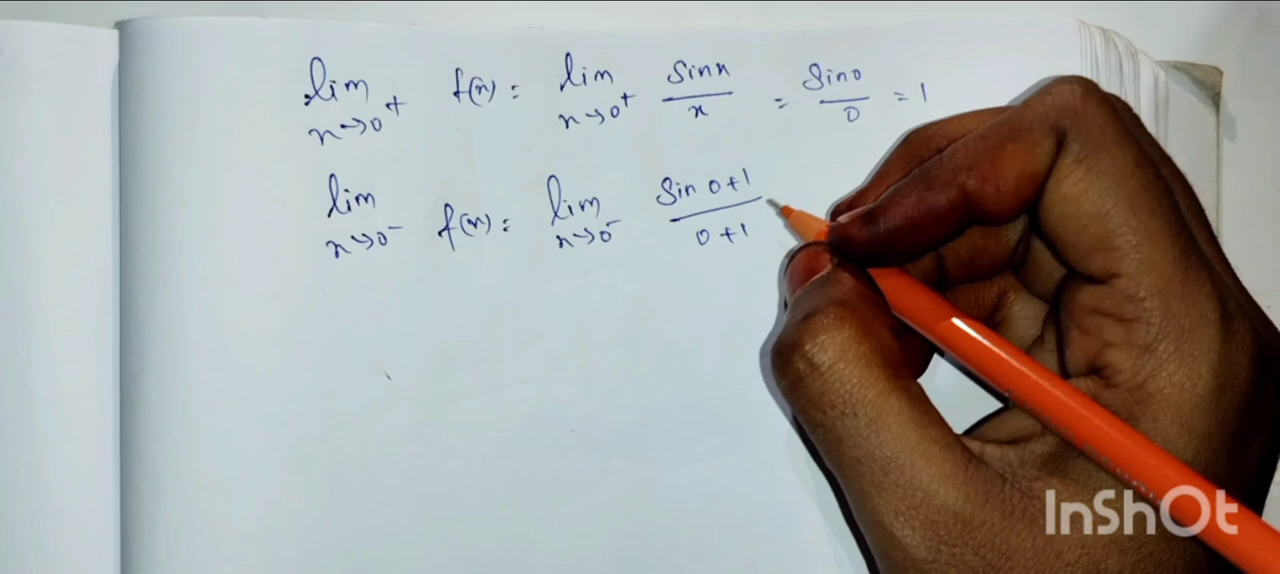 lim x→0⁺ f(x) = lim x→0⁺ sin x / x = sin 0 / 0 = 1
lim x→0⁻ f(x) = lim x→0⁻ sin 0+1 / 0+1
InShOt